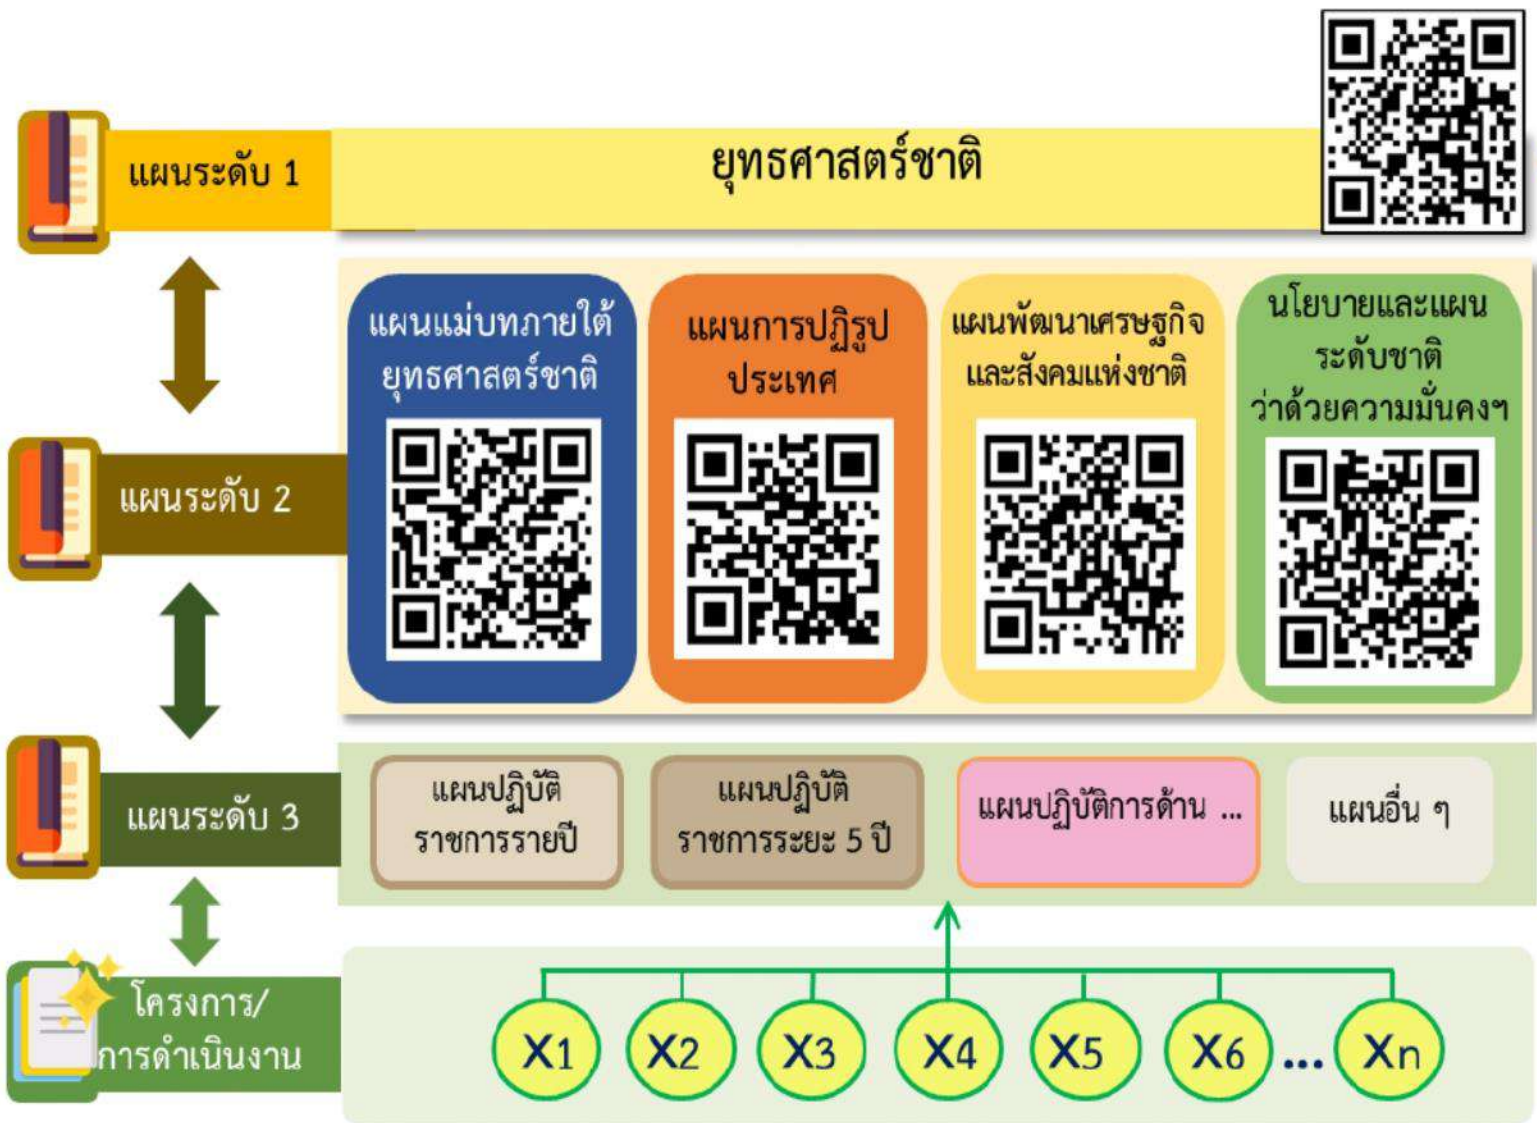 แผนระดับ 1
ยุทธศาสตร์ชาติ
แผนระดับ 2
แผนแม่บทภายใต้
ยุทธศาสตร์ชาติ
แผนการปฏิรูป
ประเทศ
แผนพัฒนาเศรษฐกิจ
และสังคมแห่งชาติ
นโยบายและแผน
ระดับชาติ
ว่าด้วยความมั่นคงฯ
แผนระดับ 3
แผนปฏิบัติ
ราชการรายปี
แผนปฏิบัติ
ราชการระยะ 5 ปี
แผนปฏิบัติการด้าน ...
แผนอื่น ๆ
โครงการ/
การดำเนินงาน
X1 X2 X3 X4 X5 X6 ... Xn